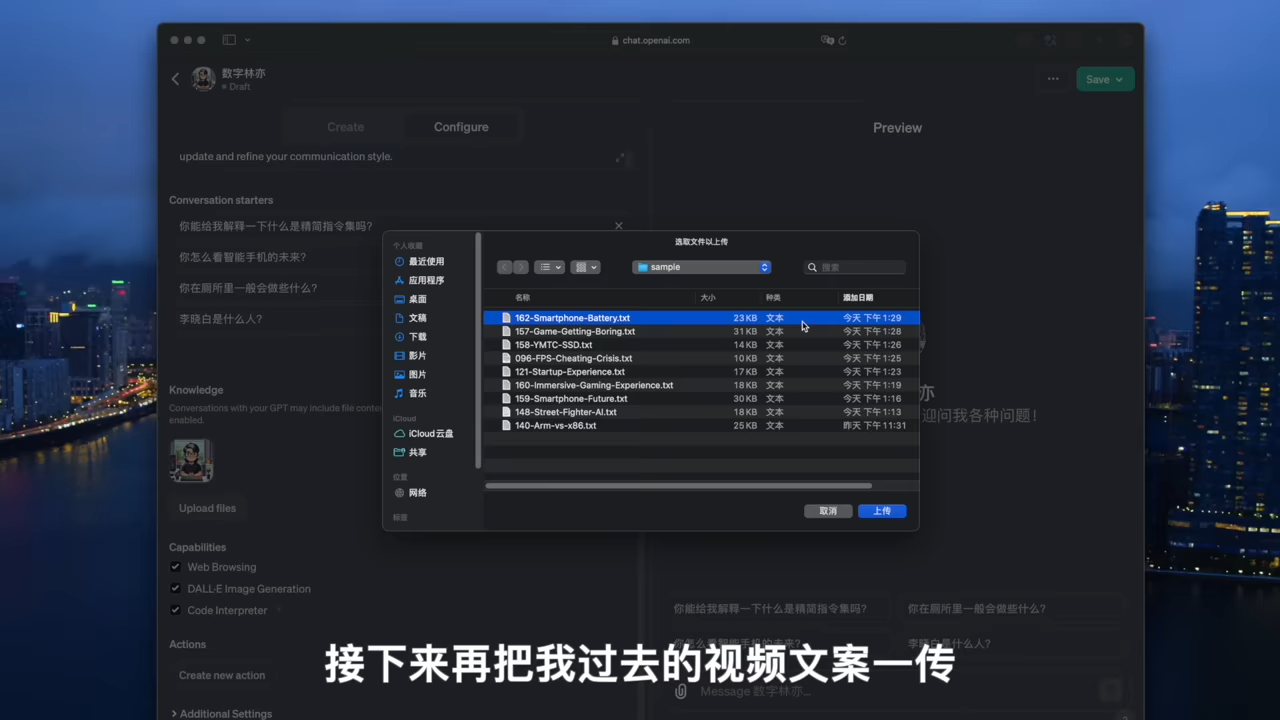 chat.openai.com
数字林亦
Draft
Save
Create
Configure
Preview
update and refine your communication style.
Conversation starters
你能给我解释一下什么是精简指令集吗?
你怎么看智能手机的未来?
你在厕所里一般会做些什么?
李晓白是什么人?
Knowledge
Conversations with your GPT may include file conte
enabled.
Upload files
Capabilities
Web Browsing
DALL·E Image Generation
Code Interpreter
Actions
Create new action
Additional Settings
选取文件以上传
个人收藏
最近使用
应用程序
桌面
文稿
下载
影片
图片
音乐
iCloud
iCloud 云盘
共享
位置
网络
标签
sample
搜索
名称 大小 种类 添加日期
162-Smartphone-Battery.txt 23 KB 文本 今天 下午 1:29
157-Game-Getting-Boring.txt 31 KB 文本 今天 下午 1:28
158-YMTC-SSD.txt 14 KB 文本 今天 下午 1:26
096-FPS-Cheating-Crisis.txt 10 KB 文本 今天 下午 1:25
121-Startup-Experience.txt 17 KB 文本 今天 下午 1:23
160-Immersive-Gaming-Experience.txt 18 KB 文本 今天 下午 1:19
159-Smartphone-Future.txt 30 KB 文本 今天 下午 1:16
148-Street-Fighter-AI.txt 18 KB 文本 今天 下午 1:13
140-Arm-vs-x86.txt 25 KB 文本 昨天 下午 11:31
取消
上传
亦
迎问我各种问题!
你能给我解释一下什么是精简指令集吗?
你在厕所里一般会做些什么?
你怎么看智能手机的未来?
李晓白是什么人?
Message 数字林亦…
接下来再把我过去的视频文案一传